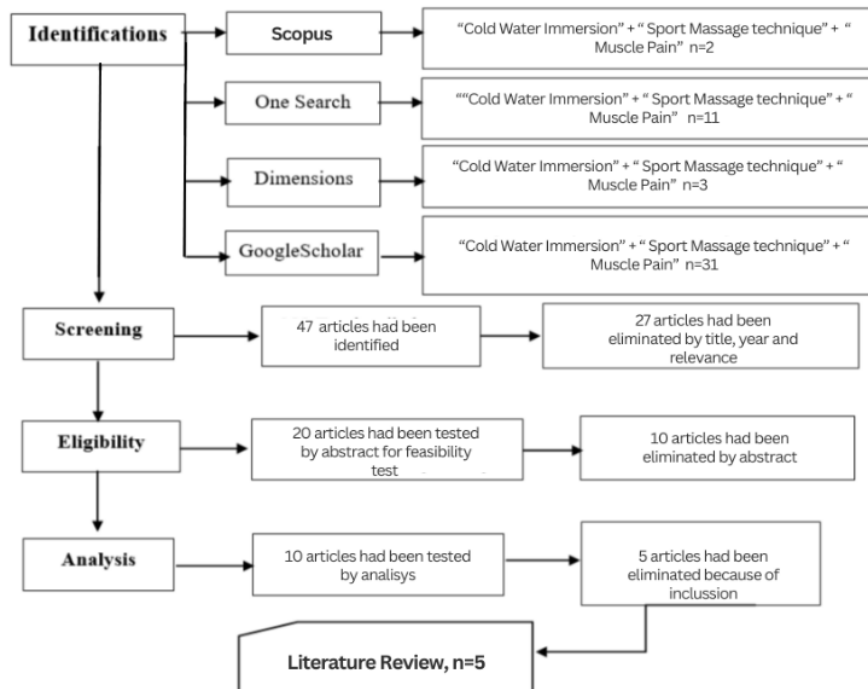 Identifications
Scopus
“Cold Water Immersion” + “ Sport Massage technique” + “
Muscle Pain”  n=2
One Search
““Cold Water Immersion” + “ Sport Massage technique” + “
Muscle Pain”  n=11
Dimensions
“Cold Water Immersion” + “ Sport Massage technique” + “
Muscle Pain”  n=3
GoogleScholar
“Cold Water Immersion” + “ Sport Massage technique” + “
Muscle Pain”  n=31
Screening
47 articles had been
identified
27 articles had been
eliminated by title, year and
relevance
Eligibility
20 articles had been tested
by abstract for feasibility
test
10 articles had been
eliminated by abstract
Analysis
10 articles had been tested
by analisys
5 articles had been
eliminated because of
inclussion
Literature Review, n=5